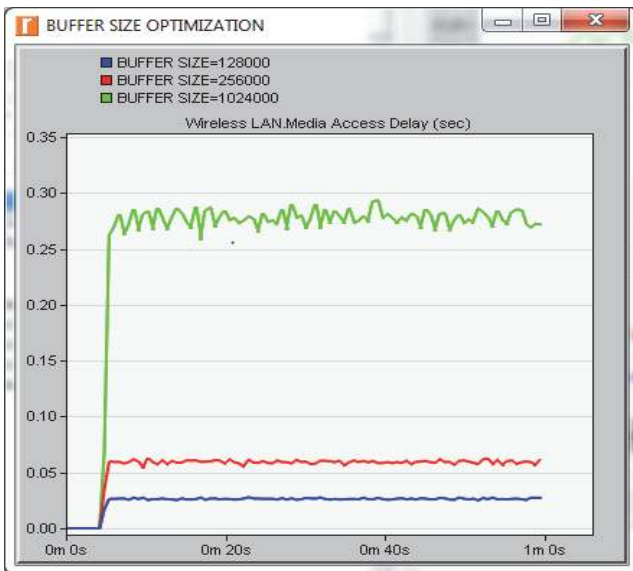 BUFFER SIZE OPTIMIZATION
BUFFER SIZE=128000
BUFFER SIZE=256000
BUFFER SIZE=1024000
Wireless LAN.Media Access Delay (sec)
0.35
0.30
0.25
0.20
0.15
0.10
0.05
0.00
0m 0s 0m 20s 0m 40s 1m 0s